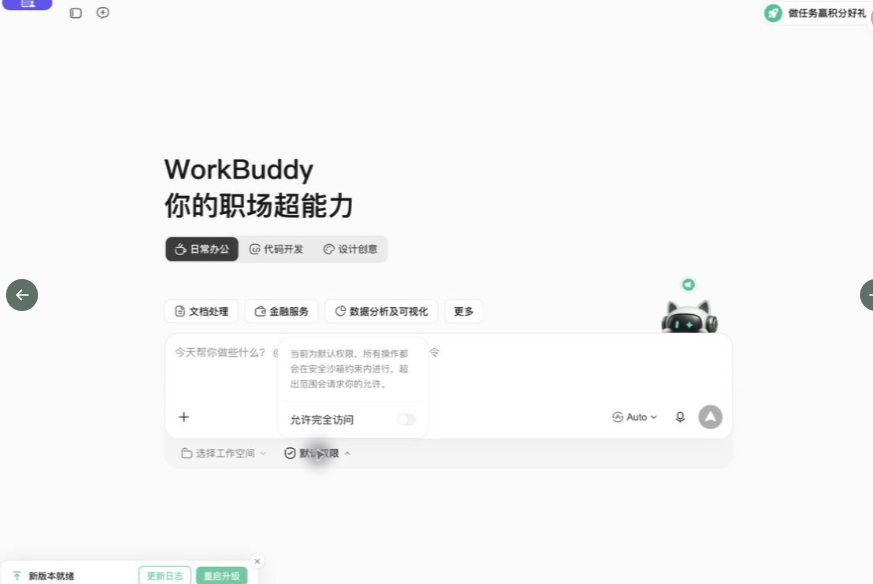 做任务赢积分好礼
WorkBuddy
你的职场超能力
日常办公 代码开发 设计创意
文档处理 金融服务 数据分析及可视化 更多
今天帮你做些什么？
当前为默认权限，所有操作都
会在安全沙箱约束内进行，超
出范围会请求你的允许。
允许完全访问
Auto
选择工作空间 默认权限
新版本就绪 更新日志 重启升级